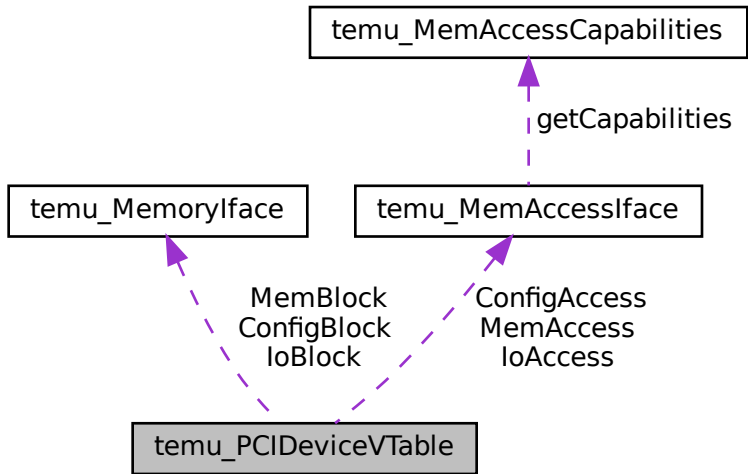 temu_MemAccessCapabilities
getCapabilities
temu_MemoryIface
temu_MemAccessIface
MemBlock
ConfigBlock
IoBlock
ConfigAccess
MemAccess
IoAccess
temu_PCIDeviceVTable